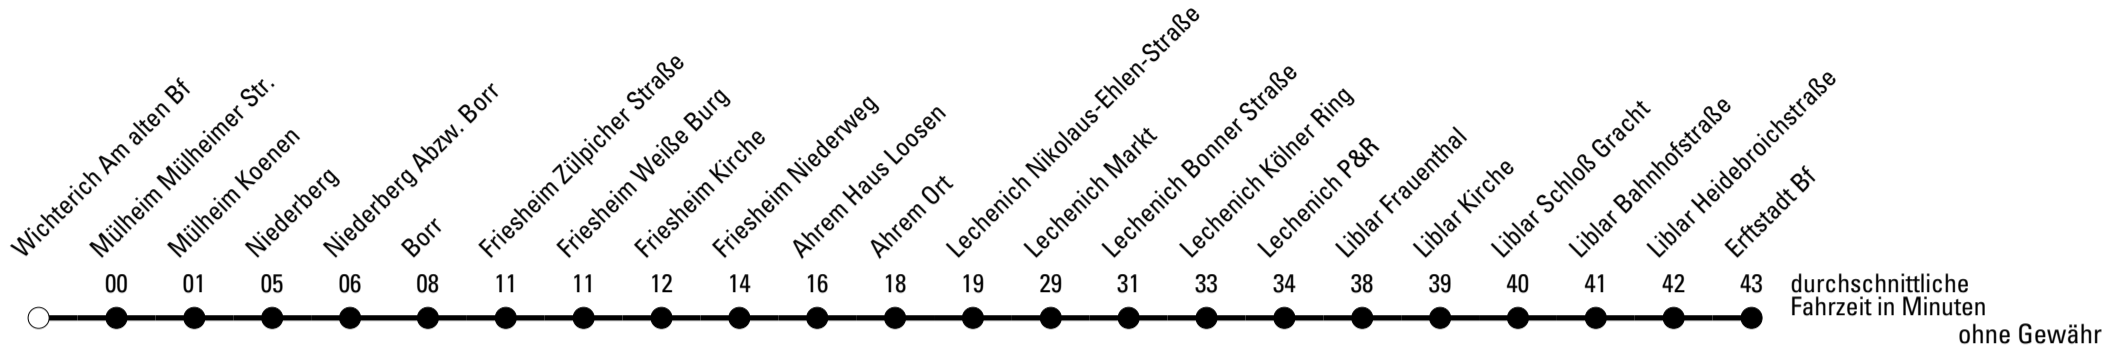 Wichterich Am alten Bf
Mülheim Mülheimer Str.
Mülheim Koenen
Niederberg
Niederberg Abzw. Borr
Borr
Friesheim Zülpicher Straße
Friesheim Weiße Burg
Friesheim Kirche
Friesheim Niederweg
Ahrem Haus Loosen
Ahrem Ort
Lechenich Nikolaus-Ehlen-Straße
Lechenich Markt
Lechenich Bonner Straße
Lechenich Kölner Ring
Lechenich P&R
Liblar Frauenthal
Liblar Kirche
Liblar Schloß Gracht
Liblar Bahnhofstraße
Liblar Heidebroichstraße
Erftstadt Bf
00 01 05 06 08 11 11 12 14 16 18 19 29 31 33 34 38 39 40 41 42 43 durchschnittliche
Fahrzeit in Minuten
ohne Gewähr